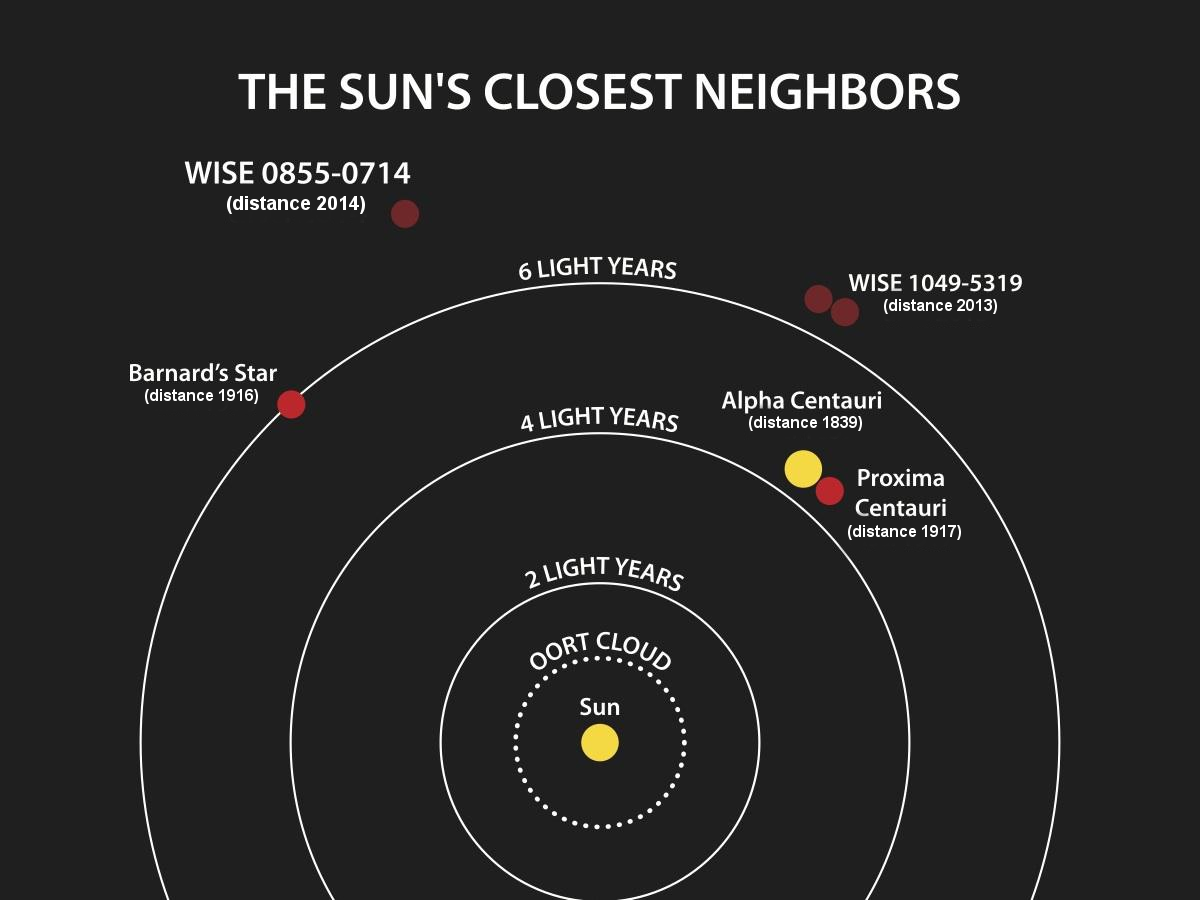 THE SUN'S CLOSEST NEIGHBORS
WISE 0855-0714
(distance 2014)
6 LIGHT YEARS
WISE 1049-5319
(distance 2013)
Barnard’s Star
(distance 1916)
Alpha Centauri
(distance 1839)
4 LIGHT YEARS
Proxima
Centauri
(distance 1917)
2 LIGHT YEARS
OORT CLOUD
Sun